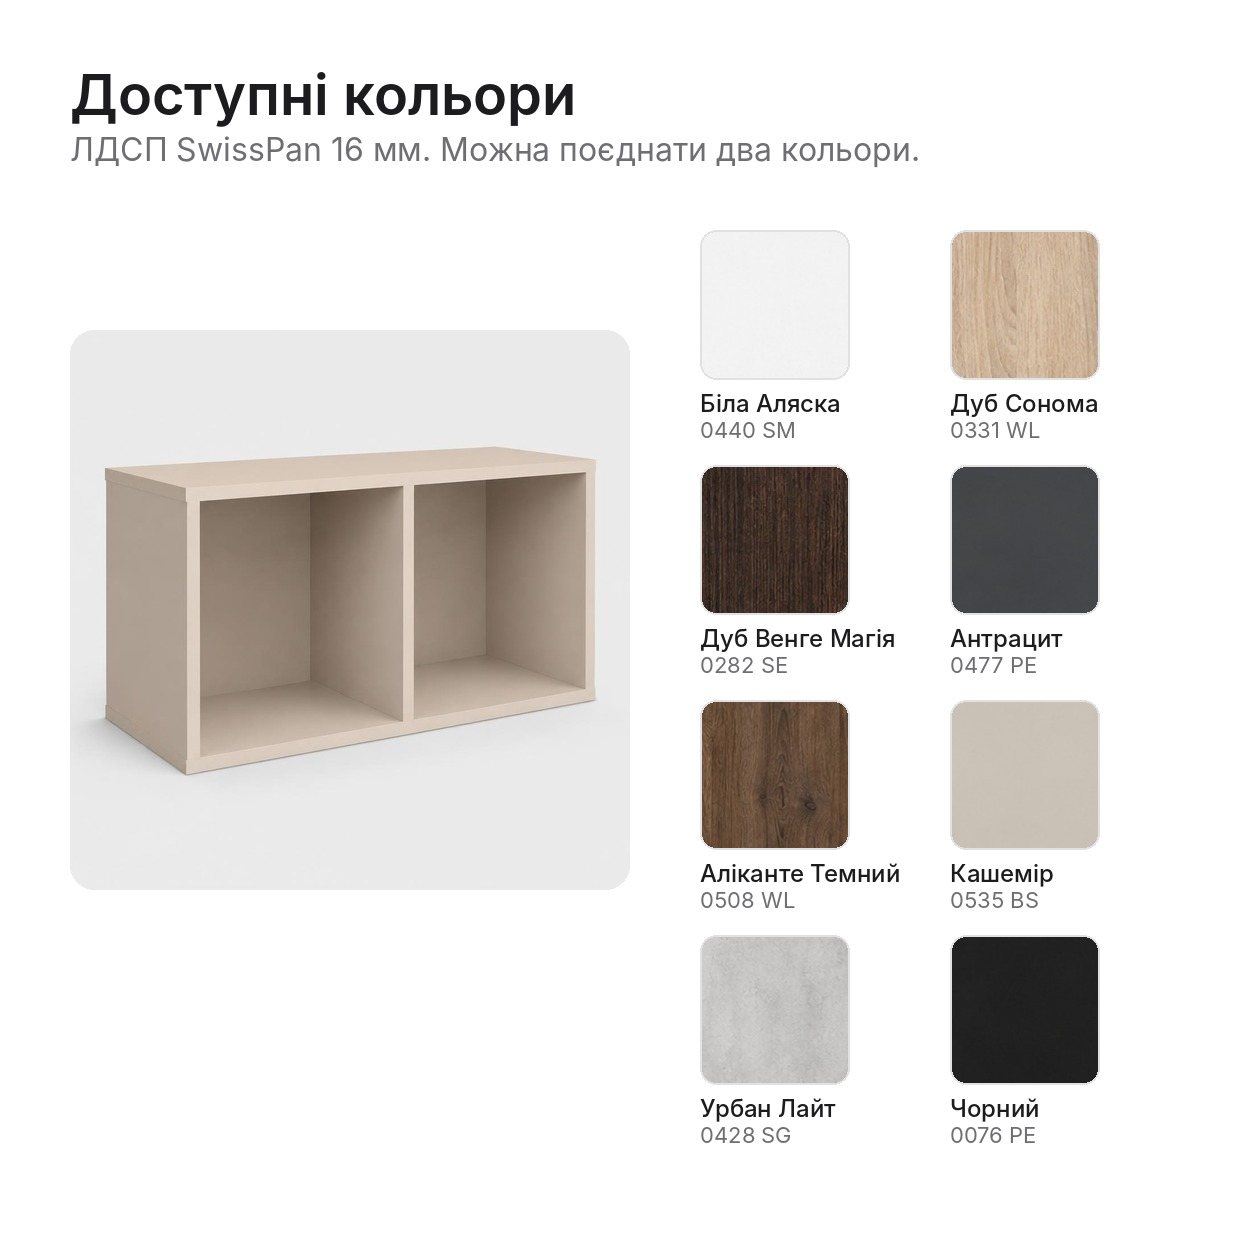 Доступні кольори
ЛДСП SwissPan 16 мм. Можна поєднати два кольори.
Біла Аляска
0440 SM
Дуб Сонома
0331 WL
Дуб Венге Магія
0282 SE
Антрацит
0477 PE
Аліканте Темний
0508 WL
Кашемір
0535 BS
Урбан Лайт
0428 SG
Чорний
0076 PE